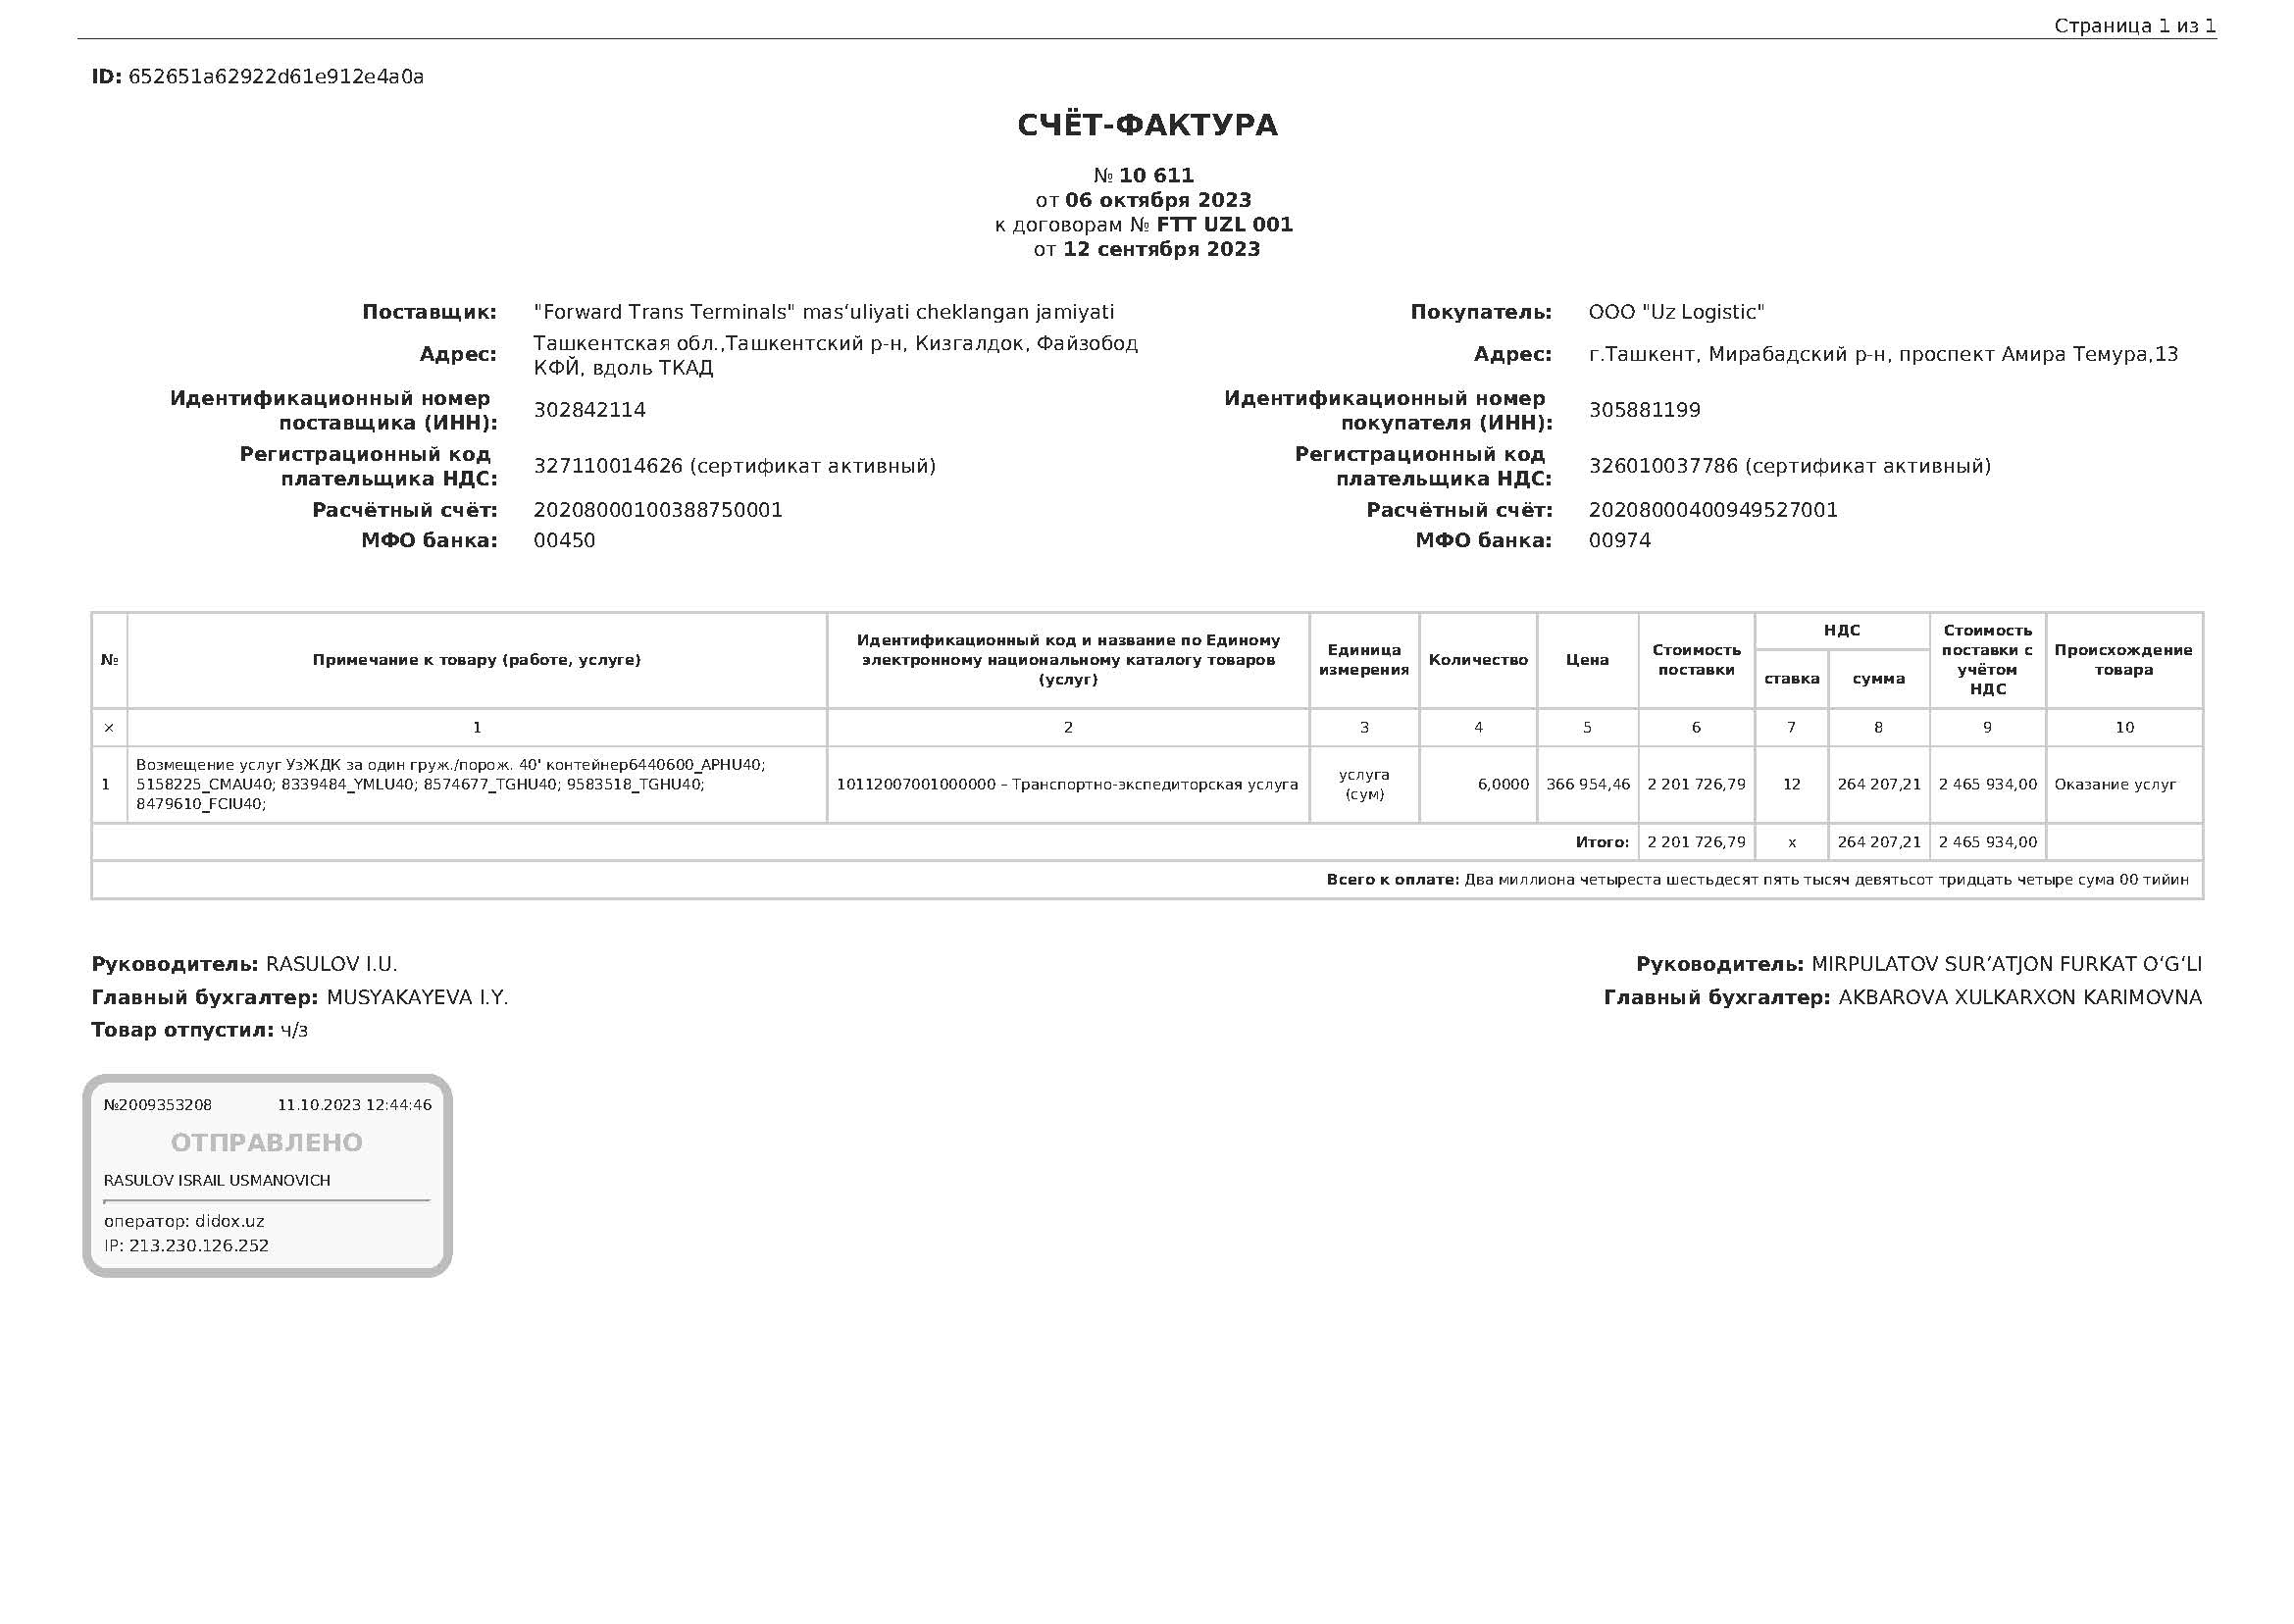 Страница 1 из 1
ID: 652651a62922d61e912e4a0a
СЧЁТ-ФАКТУРА
№ 10 611
от 06 октября 2023
к договорам № FTT UZL 001
от 12 сентября 2023
Поставщик: "Forward Trans Terminals" mas‘uliyati cheklangan jamiyati
Адрес: Ташкентская обл.,Ташкентский р-н, Кизгалдок, Файзобод
КФЙ, вдоль ТКАД
Идентификационный номер
поставщика (ИНН): 302842114
Регистрационный код
плательщика НДС: 327110014626 (сертификат активный)
Расчётный счёт: 20208000100388750001
МФО банка: 00450
Покупатель: ООО "Uz Logistic"
Адрес: г.Ташкент, Мирабадский р-н, проспект Амира Темура,13
Идентификационный номер
покупателя (ИНН): 305881199
Регистрационный код
плательщика НДС: 326010037786 (сертификат активный)
Расчётный счёт: 20208000400949527001
МФО банка: 00974
№
Примечание к товару (работе, услуге)
Идентификационный код и название по Единому
электронному национальному каталогу товаров
(услуг)
Единица
измерения
Количество
Цена
Стоимость
поставки
НДС
ставка
сумма
Стоимость
поставки с
учётом
НДС
Происхождение
товара
× 1 2 3 4 5 6 7 8 9 10
1
Возмещение услуг УзЖДК за один груж./порож. 40' контейнер6440600_APHU40;
5158225_CMAU40; 8339484_YMLU40; 8574677_TGHU40; 9583518_TGHU40;
8479610_FCIU40;
10112007001000000 – Транспортно-экспедиторская услуга
услуга
(сум)
6,0000 366 954,46 2 201 726,79 12 264 207,21 2 465 934,00 Оказание услуг
Итого: 2 201 726,79 x 264 207,21 2 465 934,00
Всего к оплате: Два миллиона четыреста шестьдесят пять тысяч девятьсот тридцать четыре сума 00 тийин
Руководитель: RASULOV I.U.
Главный бухгалтер: MUSYAKAYEVA I.Y.
Товар отпустил: ч/з
Руководитель: MIRPULATOV SUR’ATJON FURKAT O‘G‘LI
Главный бухгалтер: AKBAROVA XULKARXON KARIMOVNA
№2009353208 11.10.2023 12:44:46
ОТПРАВЛЕНО
RASULOV ISRAIL USMANOVICH
оператор: didox.uz
IP: 213.230.126.252